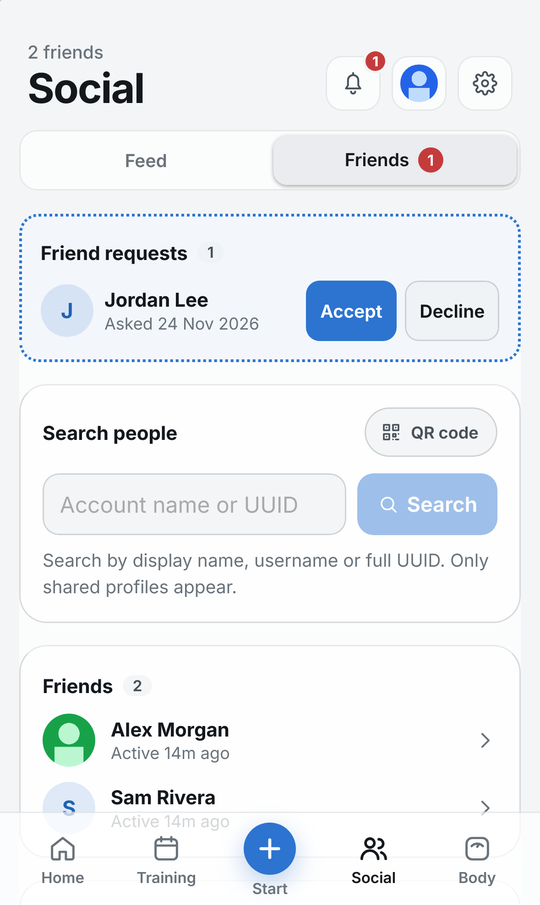 2 friends
Social
1
Feed
Friends 1
Friend requests 1
J
Jordan Lee
Asked 24 Nov 2026
Accept
Decline
Search people
QR code
Account name or UUID
Search
Search by display name, username or full UUID. Only
shared profiles appear.
Friends 2
Alex Morgan
Active 14m ago
S
Sam Rivera
Active 14m ago
Home
Training
Start
Social
Body